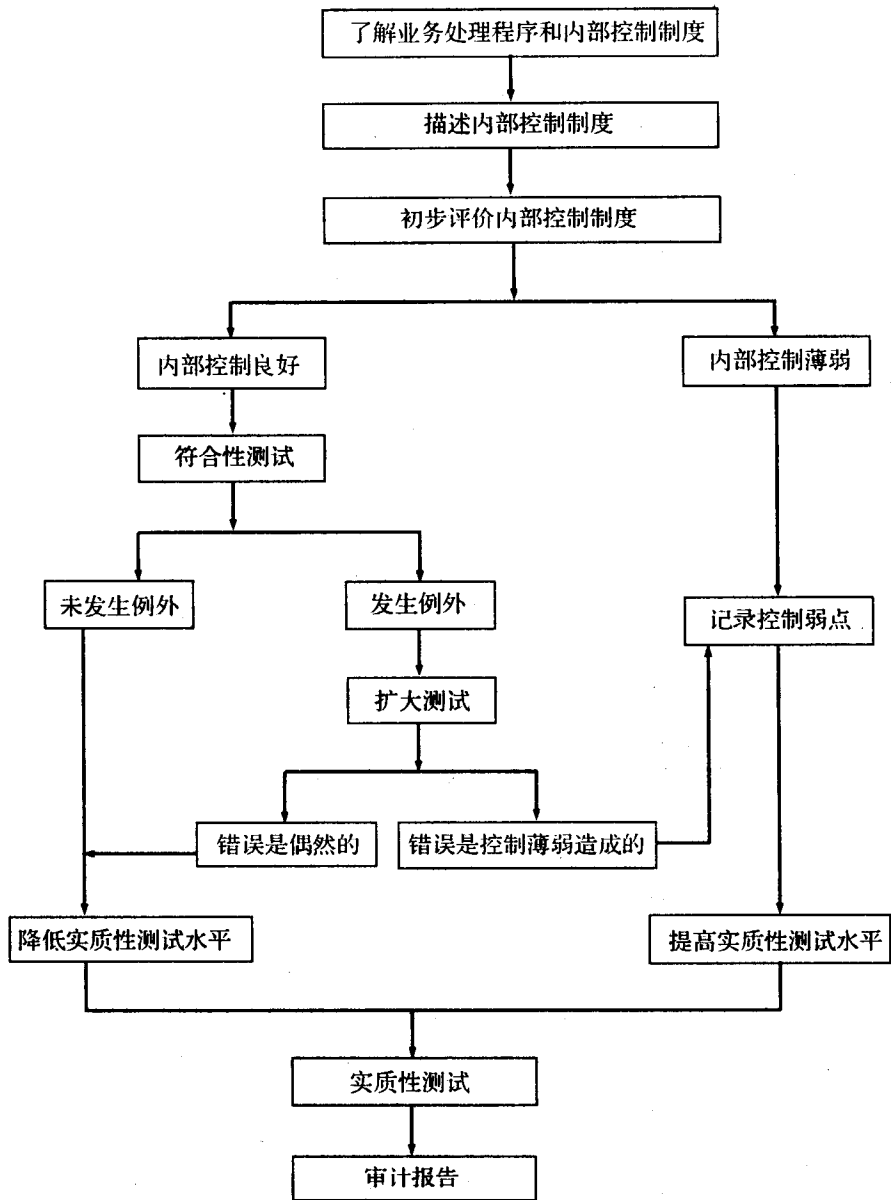 了解业务处理程序和内部控制制度
描述内部控制制度
初步评价内部控制制度
内部控制良好
内部控制薄弱
符合性测试
未发生例外
发生例外
记录控制弱点
扩大测试
错误是偶然的
错误是控制薄弱造成的
降低实质性测试水平
提高实质性测试水平
实质性测试
审计报告